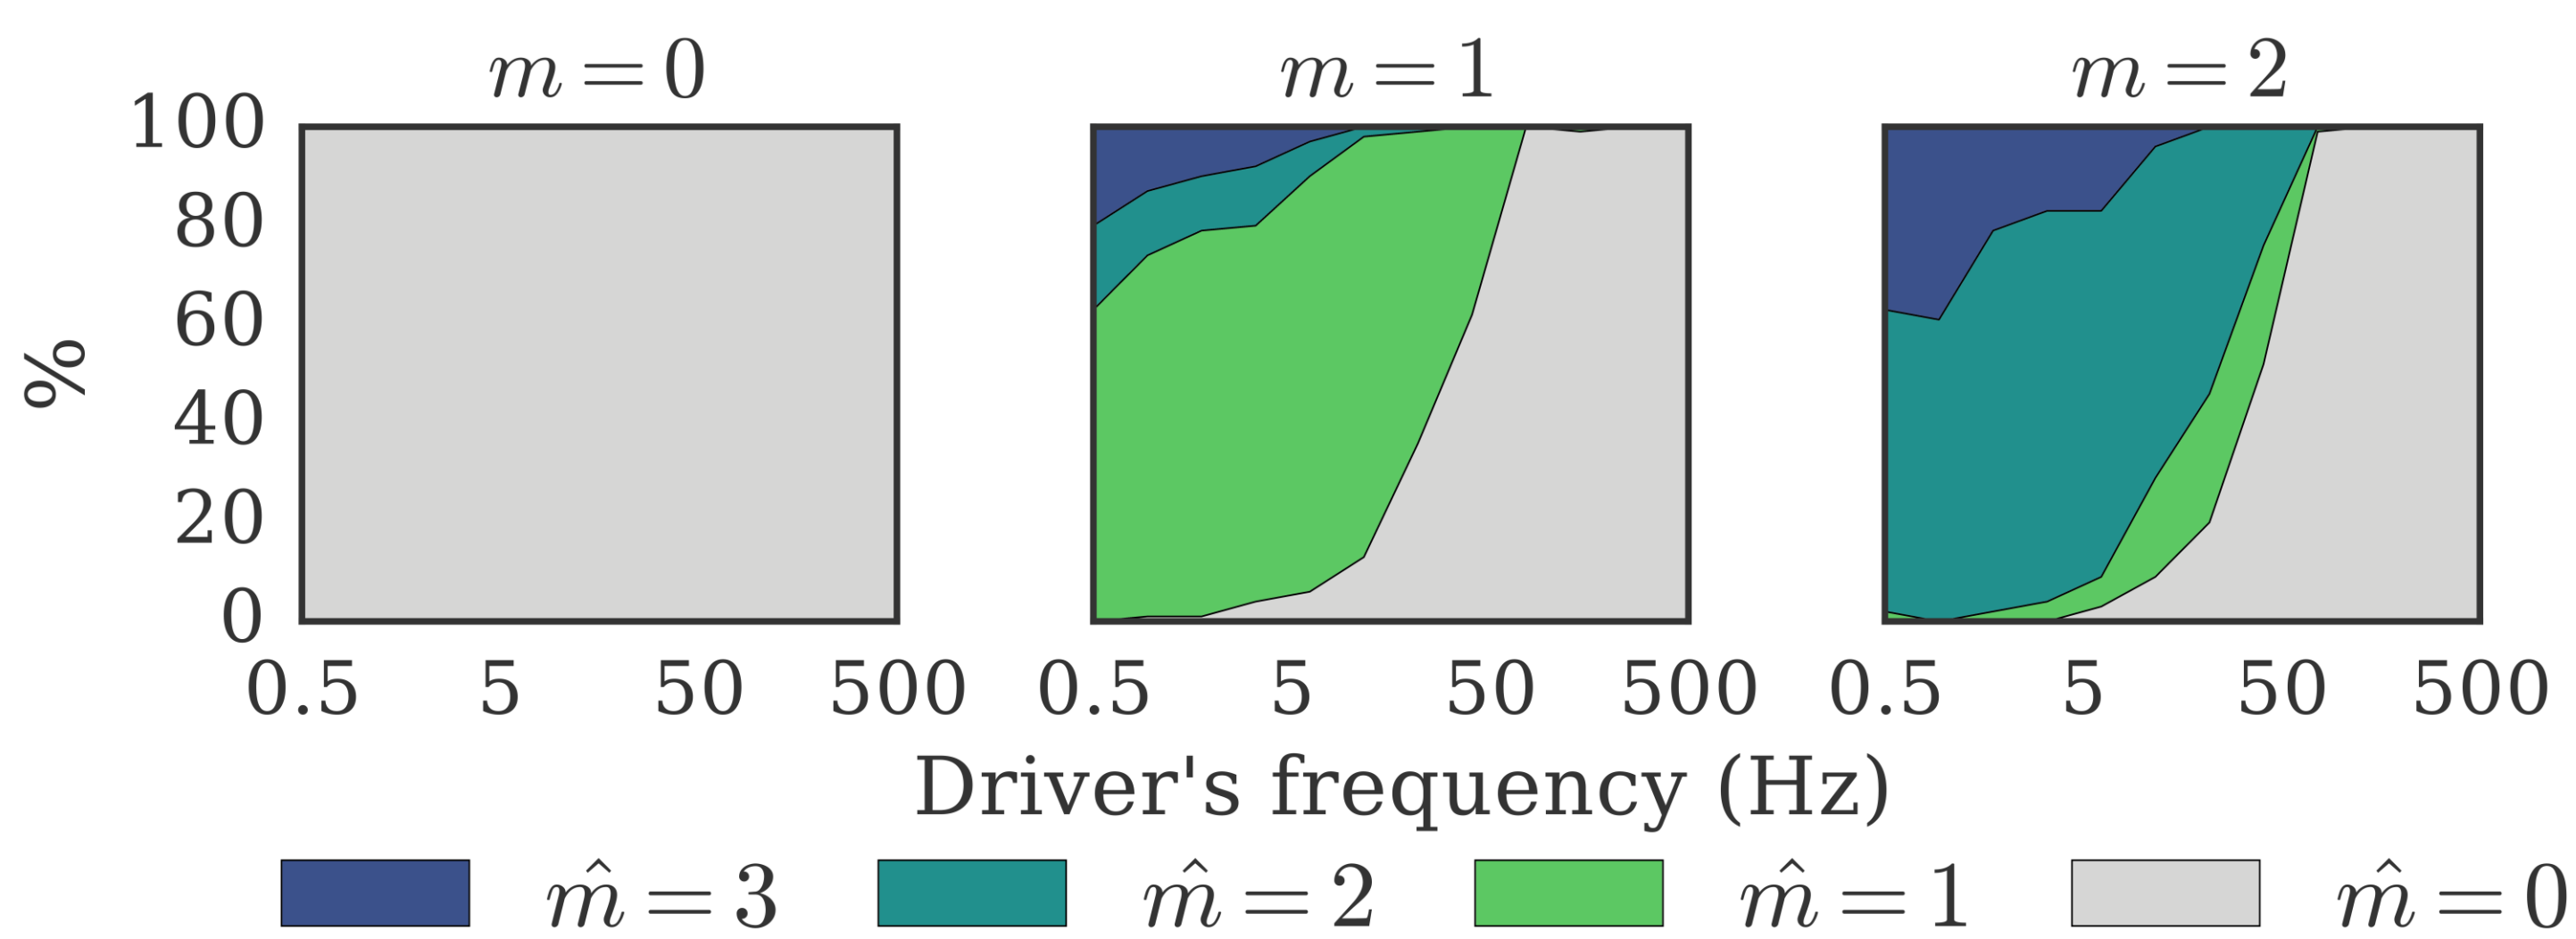 m = 0 m = 1 m = 2
100
80
60
40
20
0
%
0.5 5 50 500 0.5 5 50 500 0.5 5 50 500
Driver's frequency (Hz)
m̂ = 3 m̂ = 2 m̂ = 1 m̂ = 0